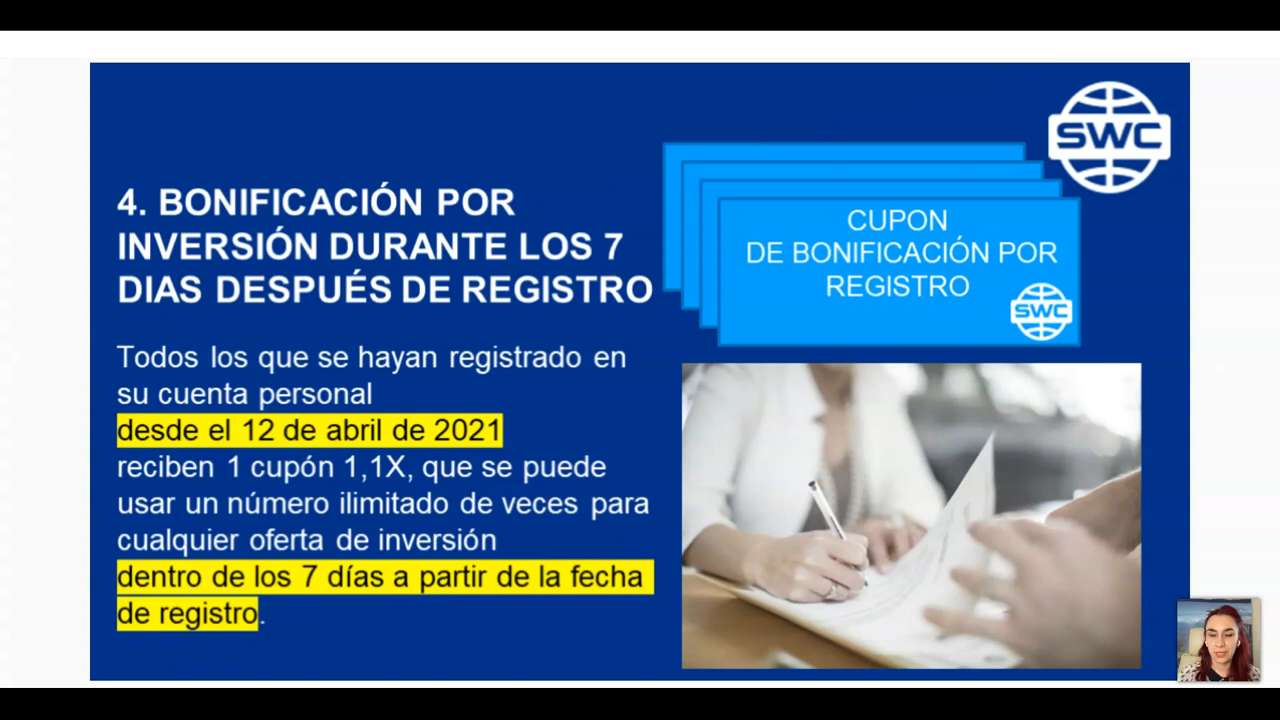 SWC
4. BONIFICACIÓN POR
INVERSIÓN DURANTE LOS 7
DIAS DESPUÉS DE REGISTRO
CUPON
DE BONIFICACIÓN POR
REGISTRO
SWC
Todos los que se hayan registrado en
su cuenta personal
desde el 12 de abril de 2021
reciben 1 cupón 1,1X, que se puede
usar un número ilimitado de veces para
cualquier oferta de inversión
dentro de los 7 días a partir de la fecha
de registro.